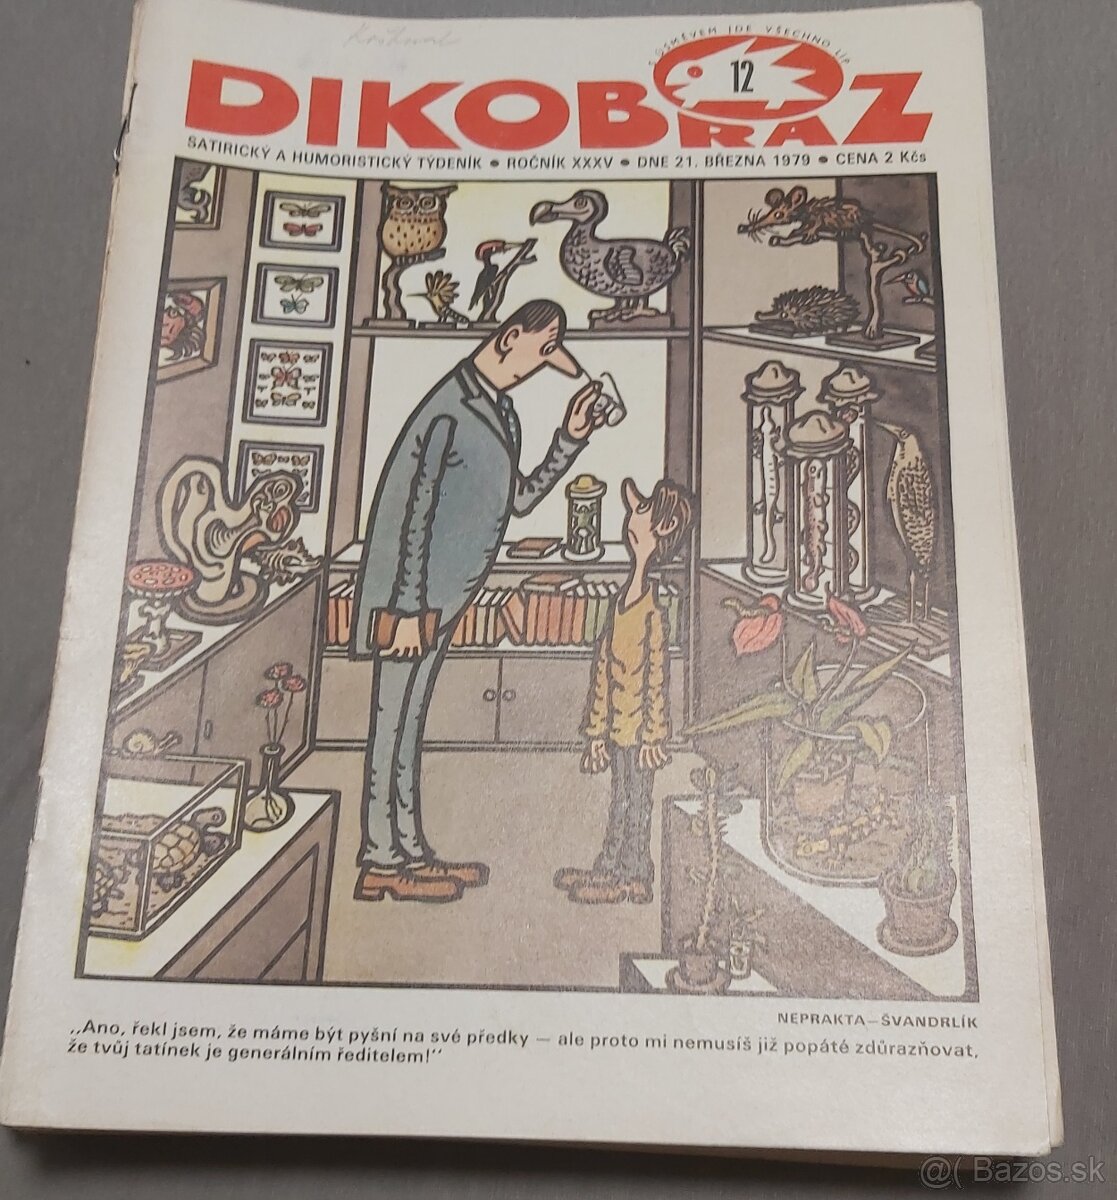 S ÚSMĚVEM JDE VŠECHNO LÍP
DIKOBRAZ
12
SATIRICKÝ A HUMORISTICKÝ TÝDENÍK ● ROČNÍK XXXV ● DNE 21. BŘEZNA 1979 ● CENA 2 Kčs
NEPRAKTA—ŠVANDRLÍK
,,Ano, řekl jsem, že máme být pyšní na své předky — ale proto mi nemusíš již popáté zdůrazňovat,
že tvůj tatínek je generálním ředitelem!''
@( Bazos.sk